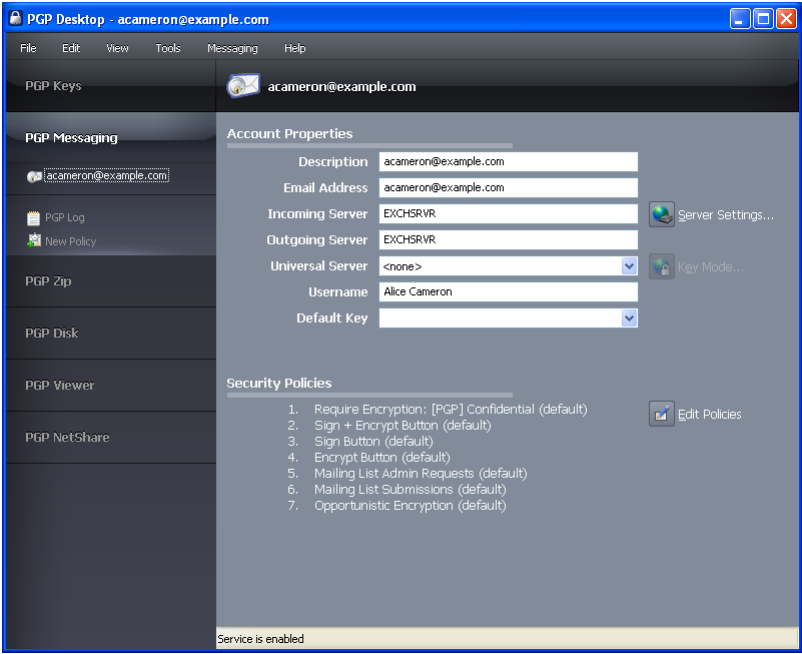 PGP Desktop - acameron@example.com
File Edit View Tools Messaging Help
PGP Keys
acameron@example.com
PGP Messaging
acameron@example.com
PGP Log
New Policy
PGP Zip
PGP Disk
PGP Viewer
PGP NetShare
Account Properties
Description acameron@example.com
Email Address acameron@example.com
Incoming Server EXCHSRVR Server Settings...
Outgoing Server EXCHSRVR
Universal Server <none> Key Mode...
Username Alice Cameron
Default Key
Security Policies
1. Require Encryption: [PGP] Confidential (default) Edit Policies
2. Sign + Encrypt Button (default)
3. Sign Button (default)
4. Encrypt Button (default)
5. Mailing List Admin Requests (default)
6. Mailing List Submissions (default)
7. Opportunistic Encryption (default)
Service is enabled